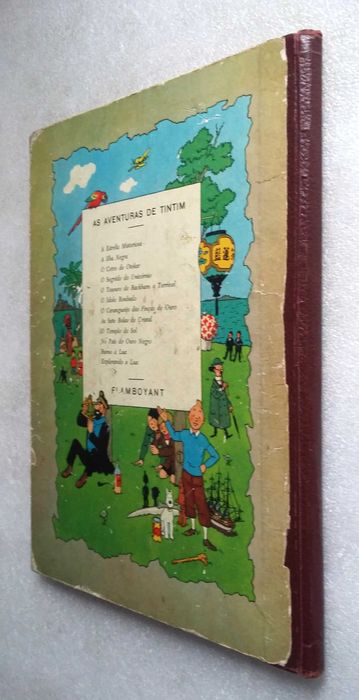 AS AVENTURAS DE TINTIM
A Estrela Misteriosa
A Ilha Negra
O Cetro de Otokar
O Segrêdo do Unicórnio
O Tesouro de Rackham o Terrível
O Ídolo Roubado
O Caranguejo das Pinças de Ouro
As Sete Bolas de Cristal
O Templo do Sol
No País do Ouro Negro
Rumo à Lua
Explorando a Lua
FLAMBOYANT